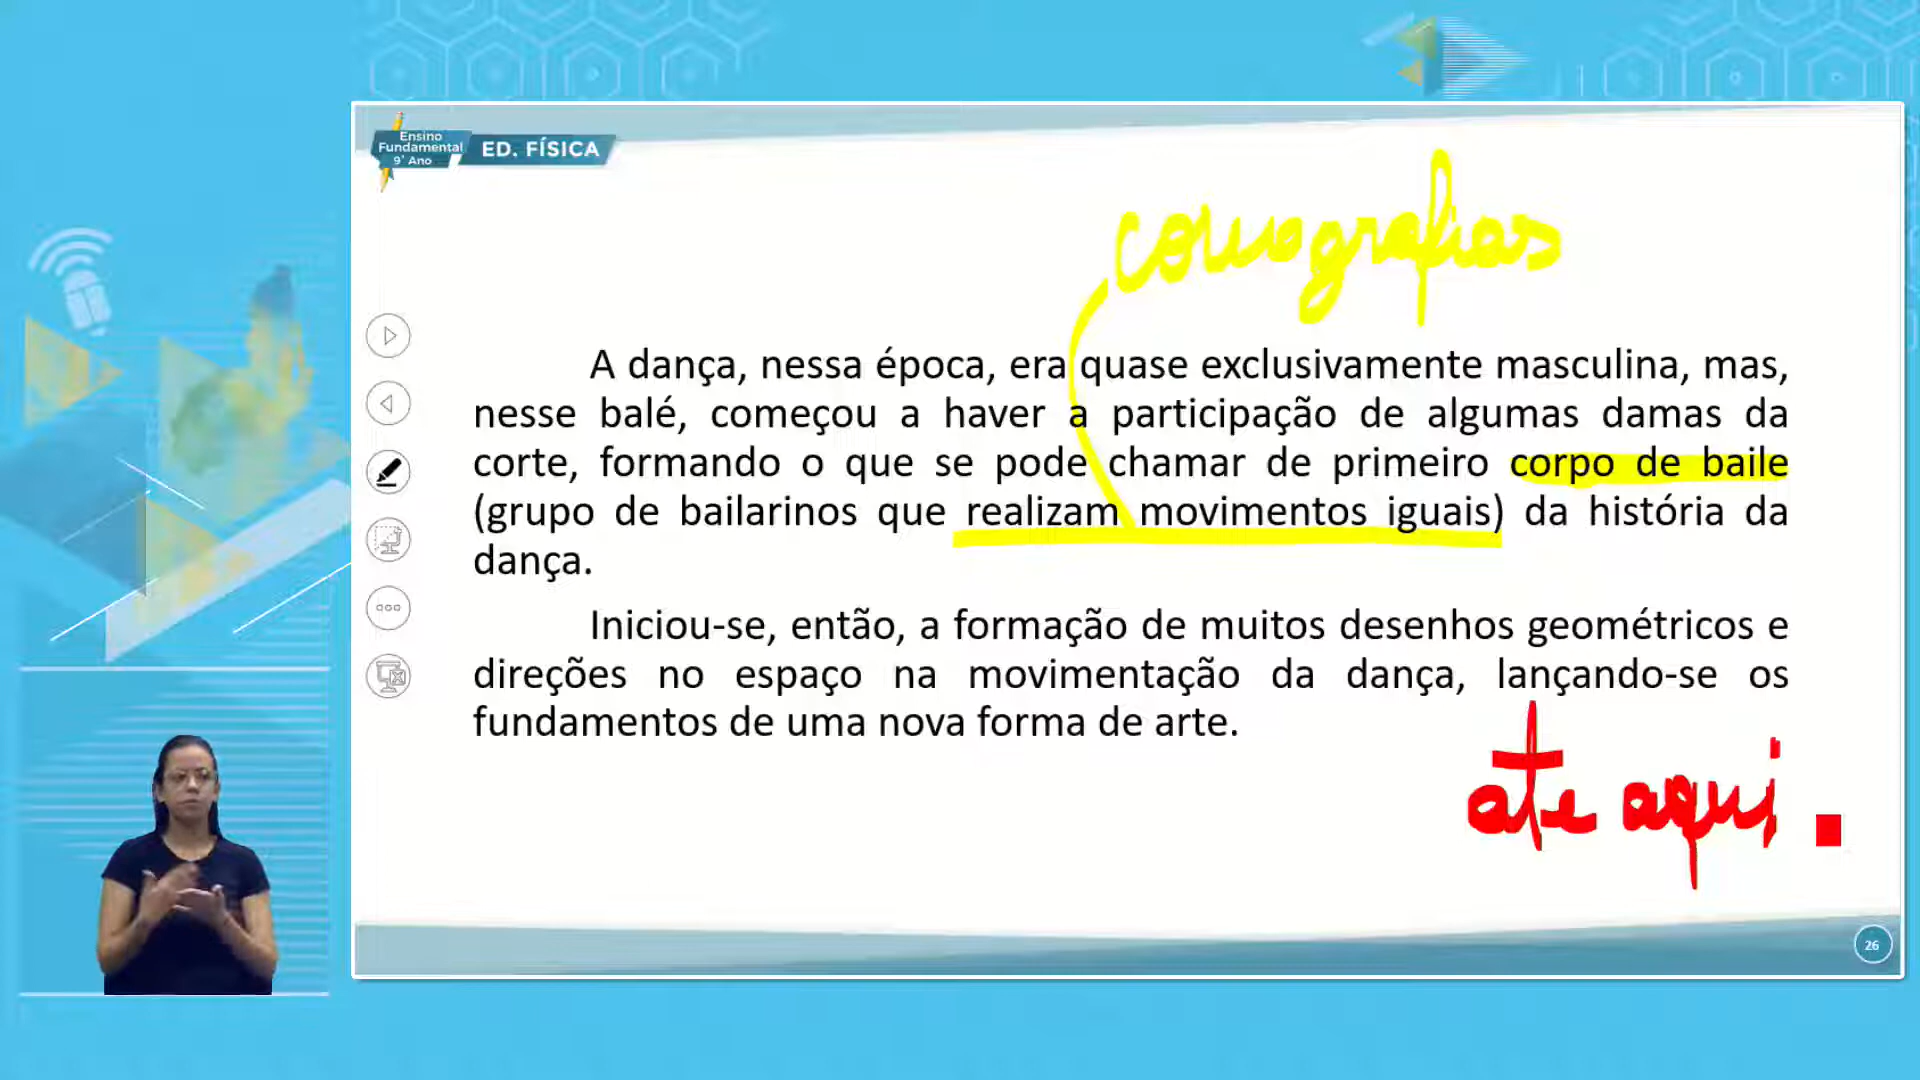 Ensino
Fundamental
9° Ano
ED. FÍSICA
coreografias
A dança, nessa época, era quase exclusivamente masculina, mas,
nesse balé, começou a haver a participação de algumas damas da
corte, formando o que se pode chamar de primeiro corpo de baile
(grupo de bailarinos que realizam movimentos iguais) da história da
dança.
Iniciou-se, então, a formação de muitos desenhos geométricos e
direções no espaço na movimentação da dança, lançando-se os
fundamentos de uma nova forma de arte.
ate aqui.
26